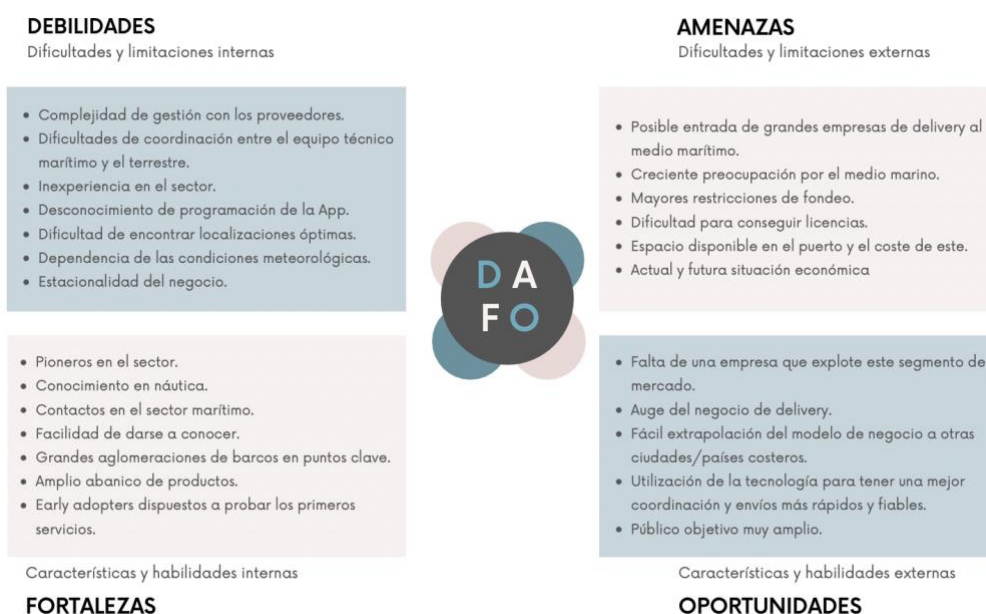 DEBILIDADES
Dificultades y limitaciones internas
• Complejidad de gestión con los proveedores.
• Dificultades de coordinación entre el equipo técnico
marítimo y el terrestre.
• Inexperiencia en el sector.
• Desconocimiento de programación de la App.
• Dificultad de encontrar localizaciones óptimas.
• Dependencia de las condiciones meteorológicas.
• Estacionalidad del negocio.
AMENAZAS
Dificultades y limitaciones externas
• Posible entrada de grandes empresas de delivery al
medio marítimo.
• Creciente preocupación por el medio marino.
• Mayores restricciones de fondeo.
• Dificultad para conseguir licencias.
• Espacio disponible en el puerto y el coste de este.
• Actual y futura situación económica
D A
F O
• Pioneros en el sector.
• Conocimiento en náutica.
• Contactos en el sector marítimo.
• Facilidad de darse a conocer.
• Grandes aglomeraciones de barcos en puntos clave.
• Amplio abanico de productos.
• Early adopters dispuestos a probar los primeros
servicios.
Características y habilidades internas
FORTALEZAS
• Falta de una empresa que explote este segmento de
mercado.
• Auge del negocio de delivery.
• Fácil extrapolación del modelo de negocio a otras
ciudades/países costeros.
• Utilización de la tecnología para tener una mejor
coordinación y envíos más rápidos y fiables.
• Público objetivo muy amplio.
Características y habilidades externas
OPORTUNIDADES